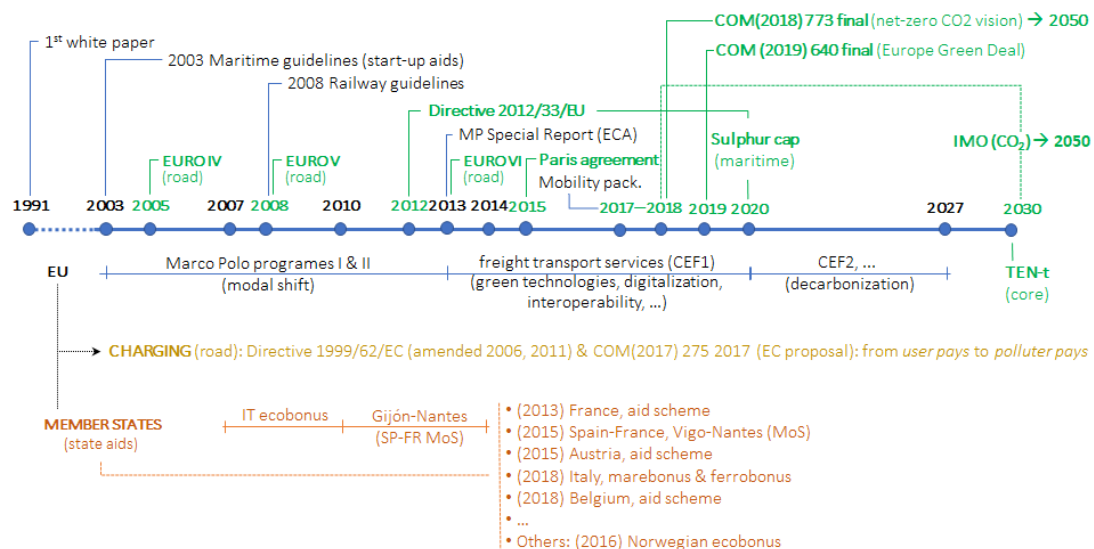 COM(2018) 773 final (net-zero CO2 vision) → 2050
1st white paper
COM (2019) 640 final (Europe Green Deal)
2003 Maritime guidelines (start-up aids)
2008 Railway guidelines
Directive 2012/33/EU
MP Special Report (ECA)
Sulphur cap
(maritime)
IMO (CO2) → 2050
EURO IV
(road)
EURO V
(road)
EURO VI
(road)
Paris agreement
Mobility pack.
1991 2003 2005 2007 2008 2010 2012 2013 2014 2015 2017—2018 2019 2020 2027 2030
EU
Marco Polo programes I & II
(modal shift)
freight transport services (CEF1)
(green technologies, digitalization,
interoperability, ...)
CEF2, ...
(decarbonization)
TEN-t
(core)
CHARGING (road): Directive 1999/62/EC (amended 2006, 2011) & COM(2017) 275 2017 (EC proposal): from user pays to polluter pays
MEMBER STATES
(state aids)
IT ecobonus
Gijón-Nantes
(SP-FR MoS)
• (2013) France, aid scheme
• (2015) Spain-France, Vigo-Nantes (MoS)
• (2015) Austria, aid scheme
• (2018) Italy, marebonus & ferrobonus
• (2018) Belgium, aid scheme
• ...
• Others: (2016) Norwegian ecobonus